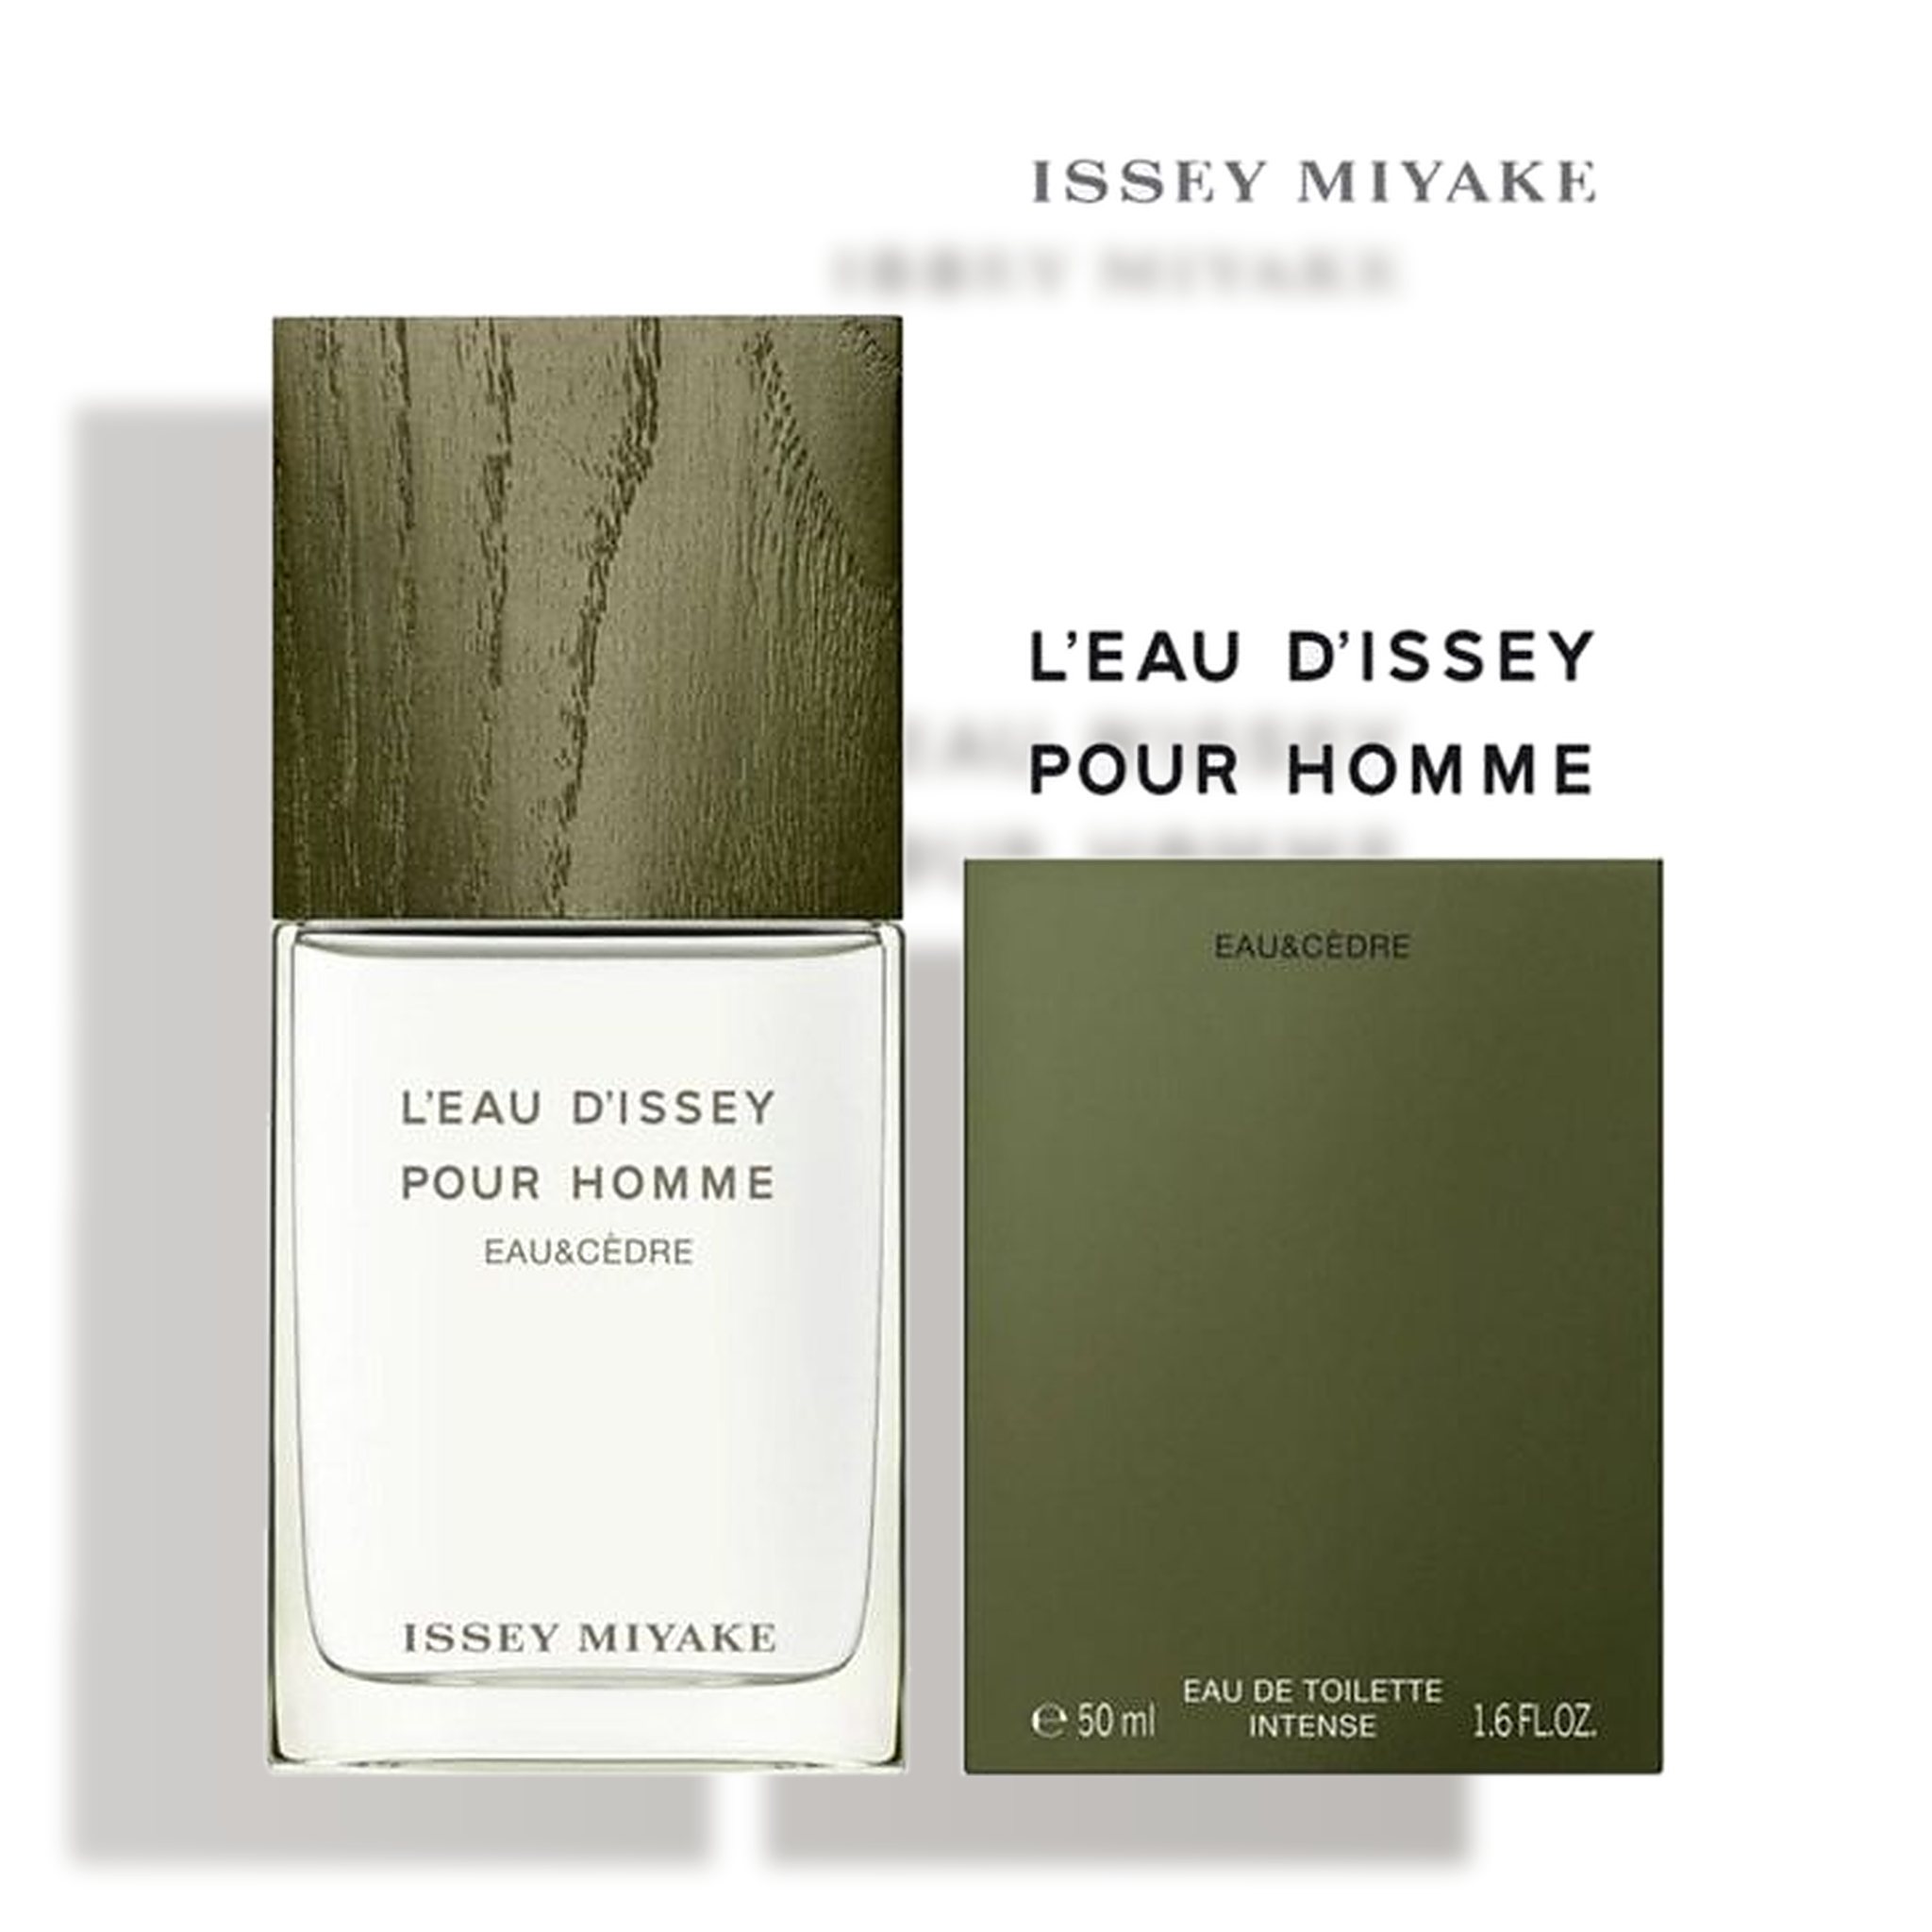 ISSEY MIYAKE
L'EAU D'ISSEY
POUR HOMME
EAU&CÈDRE
℮ 50 ml
EAU DE TOILETTE
INTENSE
1.6 FL.OZ.
L'EAU D'ISSEY
POUR HOMME
EAU&CÈDRE
ISSEY MIYAKE